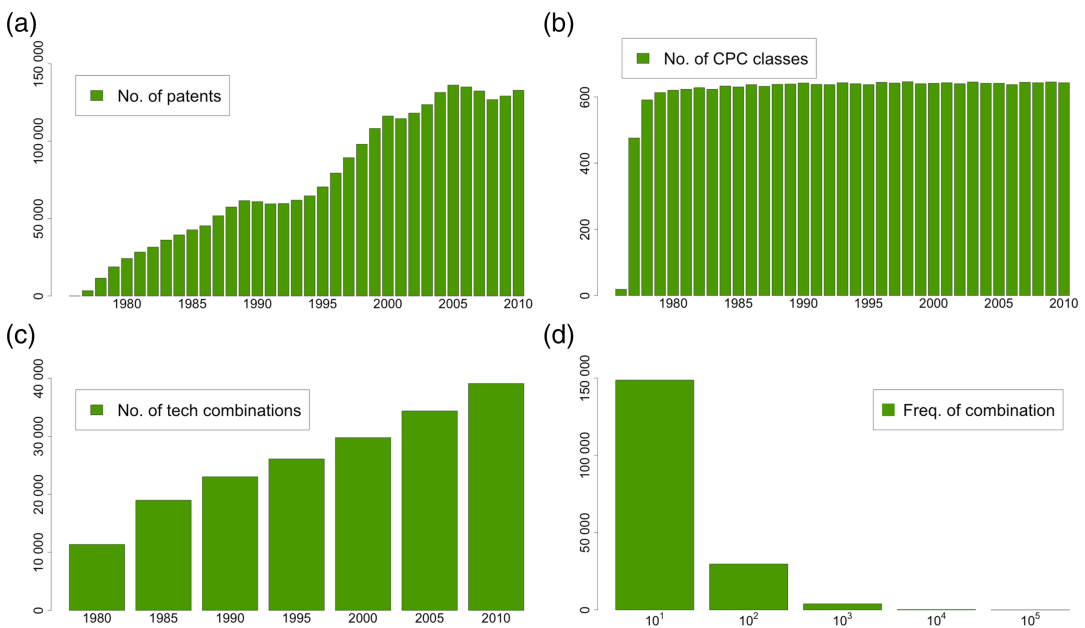 (a)
No. of patents
150 000
100 000
50 000
0
1980 1985 1990 1995 2000 2005 2010
(b)
No. of CPC classes
600
400
200
0
1980 1985 1990 1995 2000 2005 2010
(c)
No. of tech combinations
40 000
30 000
20 000
10 000
0
1980 1985 1990 1995 2000 2005 2010
(d)
Freq. of combination
150 000
100 000
50 000
0
10¹ 10² 10³ 10⁴ 10⁵